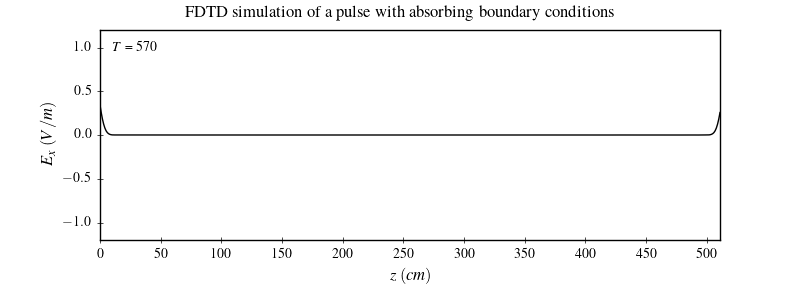 FDTD simulation of a pulse with absorbing boundary conditions
T = 570
1.0
0.5
0.0
−0.5
−1.0
E_x (V/m)
0 50 100 150 200 250 300 350 400 450 500
z (cm)